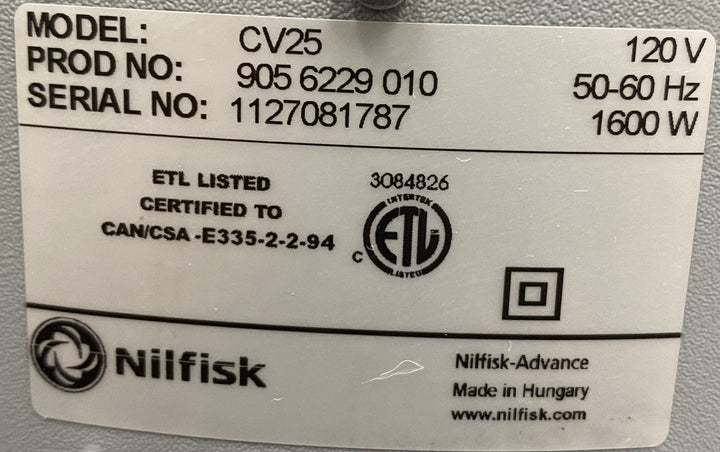 MODEL: CV25 120 V
PROD NO: 905 6229 010 50-60 Hz
SERIAL NO: 1127081787 1600 W
ETL LISTED
CERTIFIED TO
CAN/CSA -E335-2-2-94
3084826
INTERTEK
ETL
C
LISTED
Nilfisk
Nilfisk-Advance
Made in Hungary
www.nilfisk.com